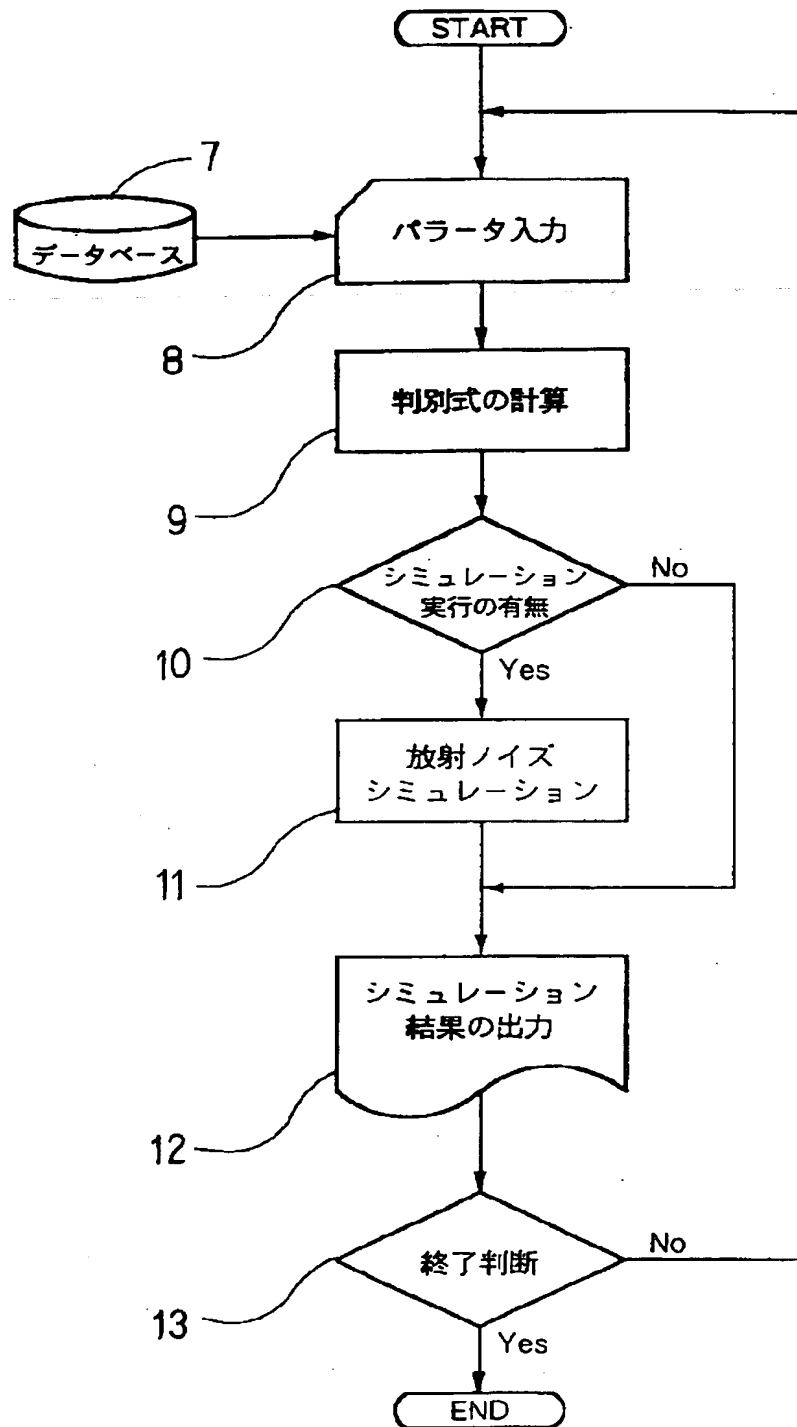 START
7
データベース
パラータ入力
8
判別式の計算
9
シミュレーション
実行の有無
No
10
Yes
放射ノイズ
シミュレーション
11
シミュレーション
結果の出力
12
終了判断
No
13
Yes
END